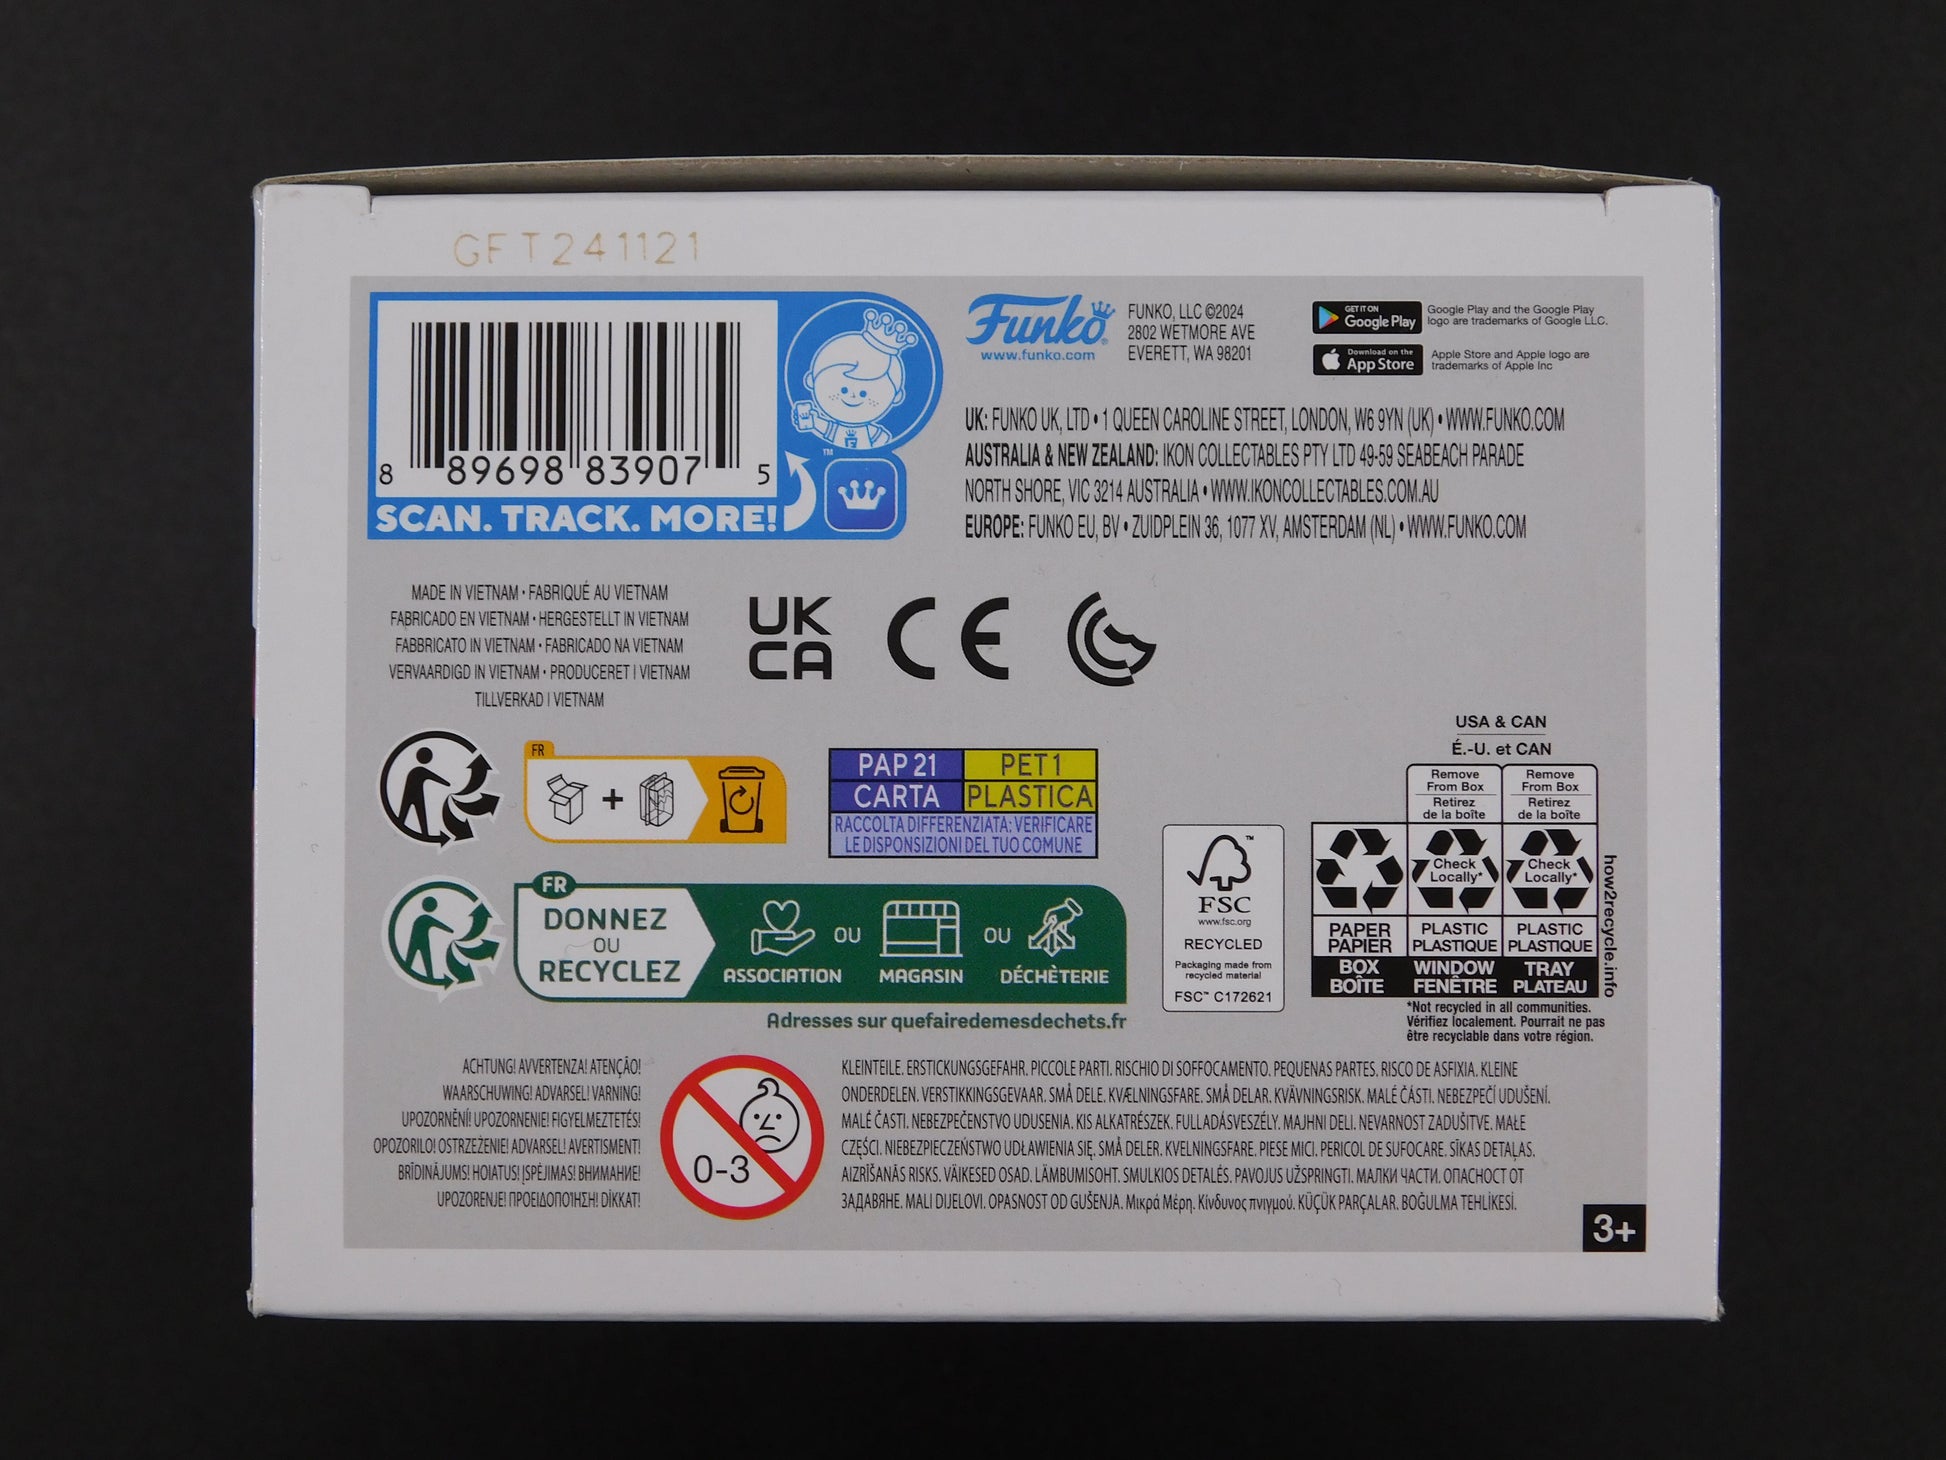 GFT241121
8 89698 83907 5
SCAN. TRACK. MORE!
™
Funko®
www.funko.com
FUNKO, LLC ©2024
2802 WETMORE AVE
EVERETT, WA 98201
GET IT ON
Google Play
Google Play and the Google Play
logo are trademarks of Google LLC.
Download on the
App Store
Apple Store and Apple logo are
trademarks of Apple Inc
UK: FUNKO UK, LTD • 1 QUEEN CAROLINE STREET, LONDON, W6 9YN (UK) • WWW.FUNKO.COM
AUSTRALIA & NEW ZEALAND: IKON COLLECTABLES PTY LTD 49-59 SEABEACH PARADE
NORTH SHORE, VIC 3214 AUSTRALIA • WWW.IKONCOLLECTABLES.COM.AU
EUROPE: FUNKO EU, BV • ZUIDPLEIN 36, 1077 XV, AMSTERDAM (NL) • WWW.FUNKO.COM
MADE IN VIETNAM • FABRIQUÉ AU VIETNAM
FABRICADO EN VIETNAM • HERGESTELLT IN VIETNAM
FABBRICATO IN VIETNAM • FABRICADO NA VIETNAM
VERVAARDIGD IN VIETNAM • PRODUCERET I VIETNAM
TILLVERKAD I VIETNAM
UK
CA
CE
FR
+
PAP 21
PET 1
CARTA
PLASTICA
RACCOLTA DIFFERENZIATA: VERIFICARE
LE DISPONSIZIONI DEL TUO COMUNE
FR
DONNEZ
OU
RECYCLEZ
ASSOCIATION
OU
MAGASIN
OU
DÉCHÈTERIE
Adresses sur quefairedemesdechets.fr
™
FSC
www.fsc.org
RECYCLED
Packaging made from
recycled material
FSC™ C172621
USA & CAN
É.-U. et CAN
Remove
From Box
Retirez
de la boîte
Remove
From Box
Retirez
de la boîte
Check
Locally*
Check
Locally*
PAPER
PAPIER
PLASTIC
PLASTIQUE
PLASTIC
PLASTIQUE
BOX
BOÎTE
WINDOW
FENÊTRE
TRAY
PLATEAU
how2recycle.info
*Not recycled in all communities.
Vérifiez localement. Pourrait ne pas
être recyclable dans votre région.
ACHTUNG! AVVERTENZA! ATENÇÃO!
WAARSCHUWING! ADVARSEL! VARNING!
UPOZORNĚNÍ! UPOZORNENIE! FIGYELMEZTETÉS!
OPOZORILO! OSTRZEŻENIE! ADVARSEL! AVERTISMENT!
BRĪDINĀJUMS! HOIATUS! ĮSPĖJIMAS! ВНИМАНИЕ!
UPOZORENJE! ΠΡΟΕΙΔΟΠΟΊΗΣΗ! DİKKAT!
0-3
KLEINTEILE. ERSTICKUNGSGEFAHR. PICCOLE PARTI. RISCHIO DI SOFFOCAMENTO. PEQUENAS PARTES. RISCO DE ASFIXIA. KLEINE
ONDERDELEN. VERSTIKKINGSGEVAAR. SMÅ DELE. KVÆLNINGSFARE. SMÅ DELAR. KVÄVNINGSRISK. MALÉ ČÁSTI. NEBEZPEČÍ UDUŠENÍ.
MALÉ ČASTI. NEBEZPEČENSTVO UDUSENIA. KIS ALKATRÉSZEK. FULLADÁSVESZÉLY. MAJHNI DELI. NEVARNOST ZADUŠITVE. MAŁE
CZĘŚCI. NIEBEZPIECZEŃSTWO UDŁAWIENIA SIĘ. SMÅ DELER. KVELNINGSFARE. PIESE MICI. PERICOL DE SUFOCARE. SĪKAS DETAĻAS.
AIZRĪŠANĀS RISKS. VÄIKESED OSAD. LÄMBUMISOHT. SMULKIOS DETALĖS. PAVOJUS UŽSPRINGTI. МАЛКИ ЧАСТИ. ОПАСНОСТ ОТ
ЗАДАВЯНЕ. MALI DIJELOVI. OPASNOST OD GUŠENJA. Μικρά Μέρη. Κίνδυνος πνιγμού. KÜÇÜK PARÇALAR. BOĞULMA TEHLİKESİ.
3+